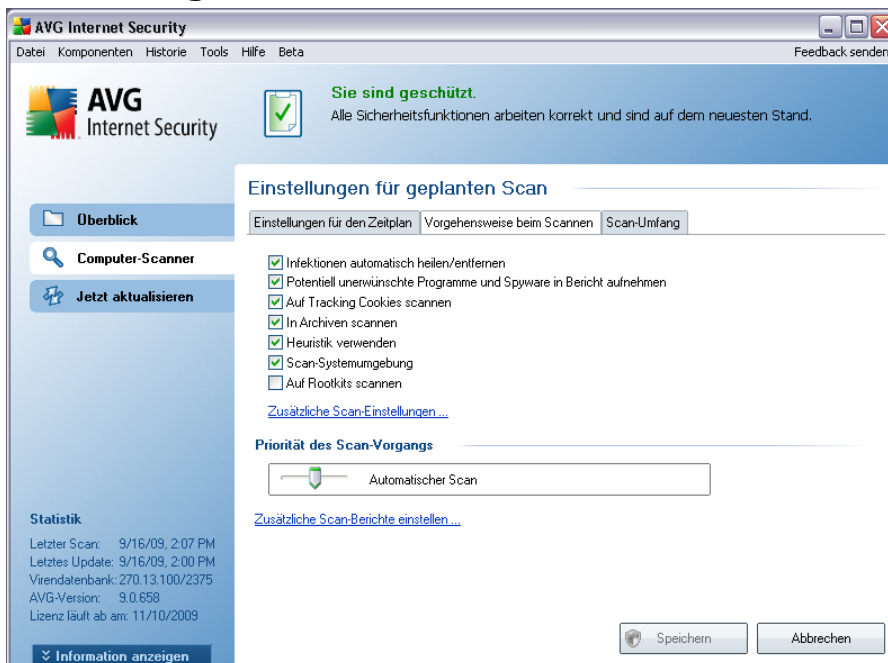 AVG Internet Security
Datei Komponenten Historie Tools Hilfe Beta Feedback senden
AVG
Internet Security
Sie sind geschützt.
Alle Sicherheitsfunktionen arbeiten korrekt und sind auf dem neuesten Stand.
Überblick
Computer-Scanner
Jetzt aktualisieren
Einstellungen für geplanten Scan
Einstellungen für den Zeitplan Vorgehensweise beim Scannen Scan-Umfang
Infektionen automatisch heilen/entfernen
Potentiell unerwünschte Programme und Spyware in Bericht aufnehmen
Auf Tracking Cookies scannen
In Archiven scannen
Heuristik verwenden
Scan-Systemumgebung
Auf Rootkits scannen
Zusätzliche Scan-Einstellungen ...
Priorität des Scan-Vorgangs
Automatischer Scan
Zusätzliche Scan-Berichte einstellen ...
Statistik
Letzter Scan: 9/16/09, 2:07 PM
Letztes Update: 9/16/09, 2:00 PM
Virendatenbank: 270.13.100/2375
AVG-Version: 9.0.658
Lizenz läuft ab am: 11/10/2009
Information anzeigen
Speichern Abbrechen